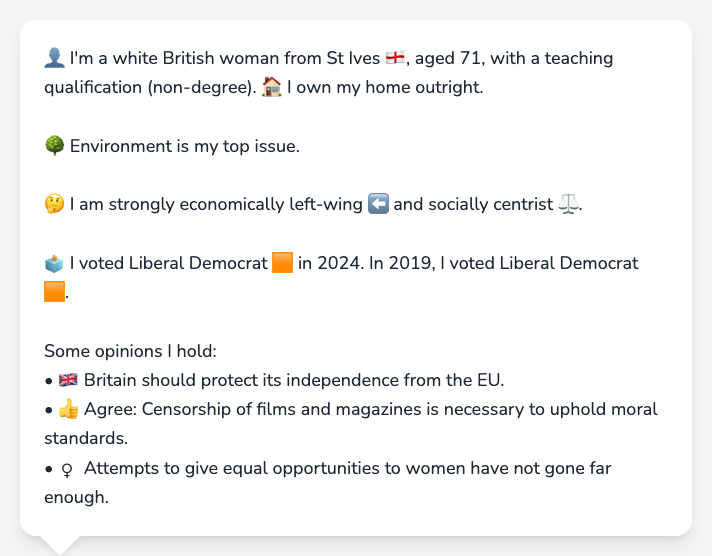 👤 I'm a white British woman from St Ives 🏴󠁧󠁢󠁥󠁮󠁧󠁿, aged 71, with a teaching
qualification (non-degree). 🏠 I own my home outright.
🌳 Environment is my top issue.
🤔 I am strongly economically left-wing ⬅️ and socially centrist ⚖️.
🗳️ I voted Liberal Democrat 🟧 in 2024. In 2019, I voted Liberal Democrat
🟧.
Some opinions I hold:
• 🇬🇧 Britain should protect its independence from the EU.
• 👍 Agree: Censorship of films and magazines is necessary to uphold moral
standards.
• ♀ Attempts to give equal opportunities to women have not gone far
enough.